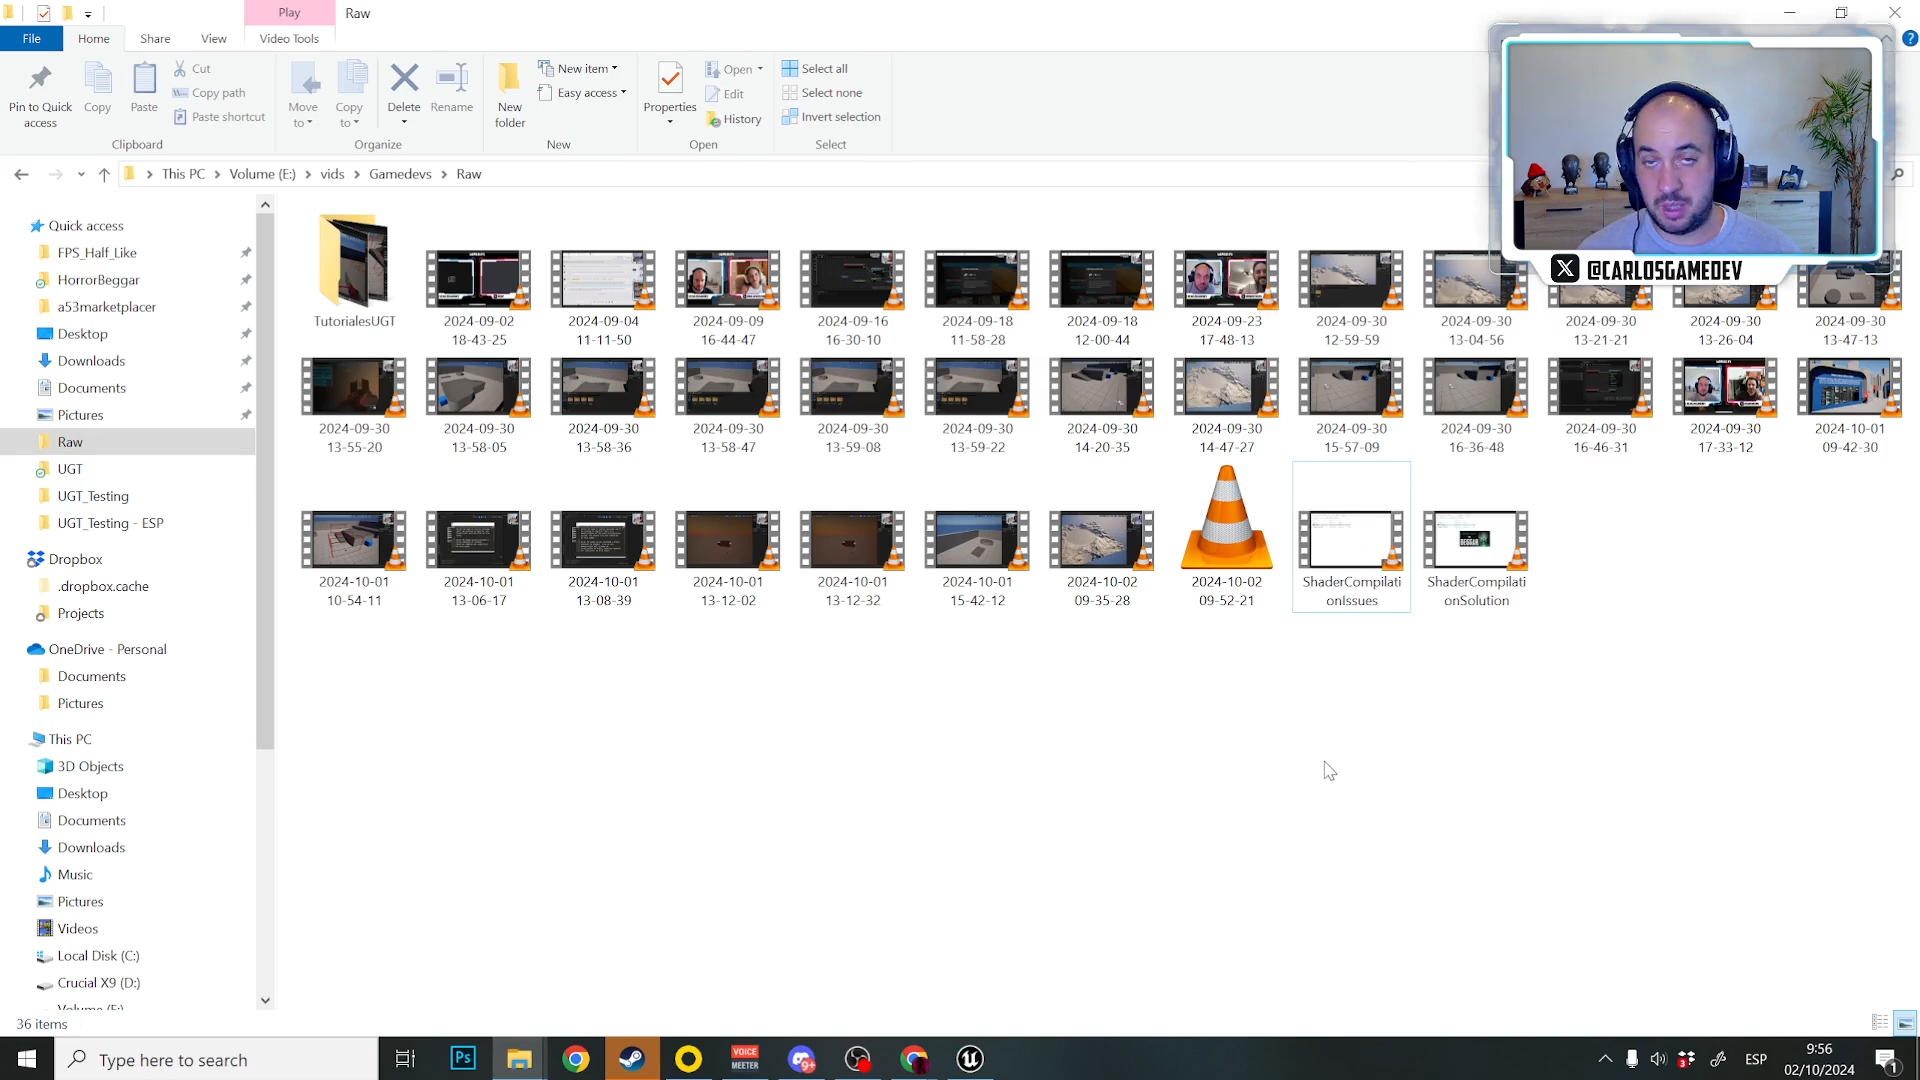 Play
Raw
File
Home
Share
View
Video Tools
Pin to Quick access
Copy
Paste
Cut
Copy path
Paste shortcut
Clipboard
Move to
Copy to
Delete
Rename
Organize
New folder
New item
Easy access
New
Properties
Open
Edit
History
Open
Select all
Select none
Invert selection
Select
This PC
Volume (E:)
vids
Gamedevs
Raw
@CARLOSGAMEDEV
Quick access
FPS_Half_Like
HorrorBeggar
a53marketplacer
Desktop
Downloads
Documents
Pictures
Raw
UGT
UGT_Testing
UGT_Testing - ESP
Dropbox
.dropbox.cache
Projects
OneDrive - Personal
Documents
Pictures
This PC
3D Objects
Desktop
Documents
Downloads
Music
Pictures
Videos
Local Disk (C:)
Crucial X9 (D:)
Volume (E:)
TutorialesUGT
2024-09-02 18-43-25
2024-09-04 11-11-50
2024-09-09 16-44-47
2024-09-16 16-30-10
2024-09-18 11-58-28
2024-09-18 12-00-44
2024-09-23 17-48-13
2024-09-30 12-59-59
2024-09-30 13-04-56
2024-09-30 13-21-21
2024-09-30 13-26-04
2024-09-30 13-47-13
2024-09-30 13-55-20
2024-09-30 13-58-05
2024-09-30 13-58-36
2024-09-30 13-58-47
2024-09-30 13-59-08
2024-09-30 13-59-22
2024-09-30 14-20-35
2024-09-30 14-47-27
2024-09-30 15-57-09
2024-09-30 16-36-48
2024-09-30 16-46-31
2024-09-30 17-33-12
2024-10-01 09-42-30
2024-10-01 10-54-11
2024-10-01 13-06-17
2024-10-01 13-08-39
2024-10-01 13-12-02
2024-10-01 13-12-32
2024-10-01 15-42-12
2024-10-02 09-35-28
2024-10-02 09-52-21
ShaderCompilationIssues
ShaderCompilationSolution
36 items
Type here to search
Ps
VOICE MEETER
9+
ESP
9:56
02/10/2024
1